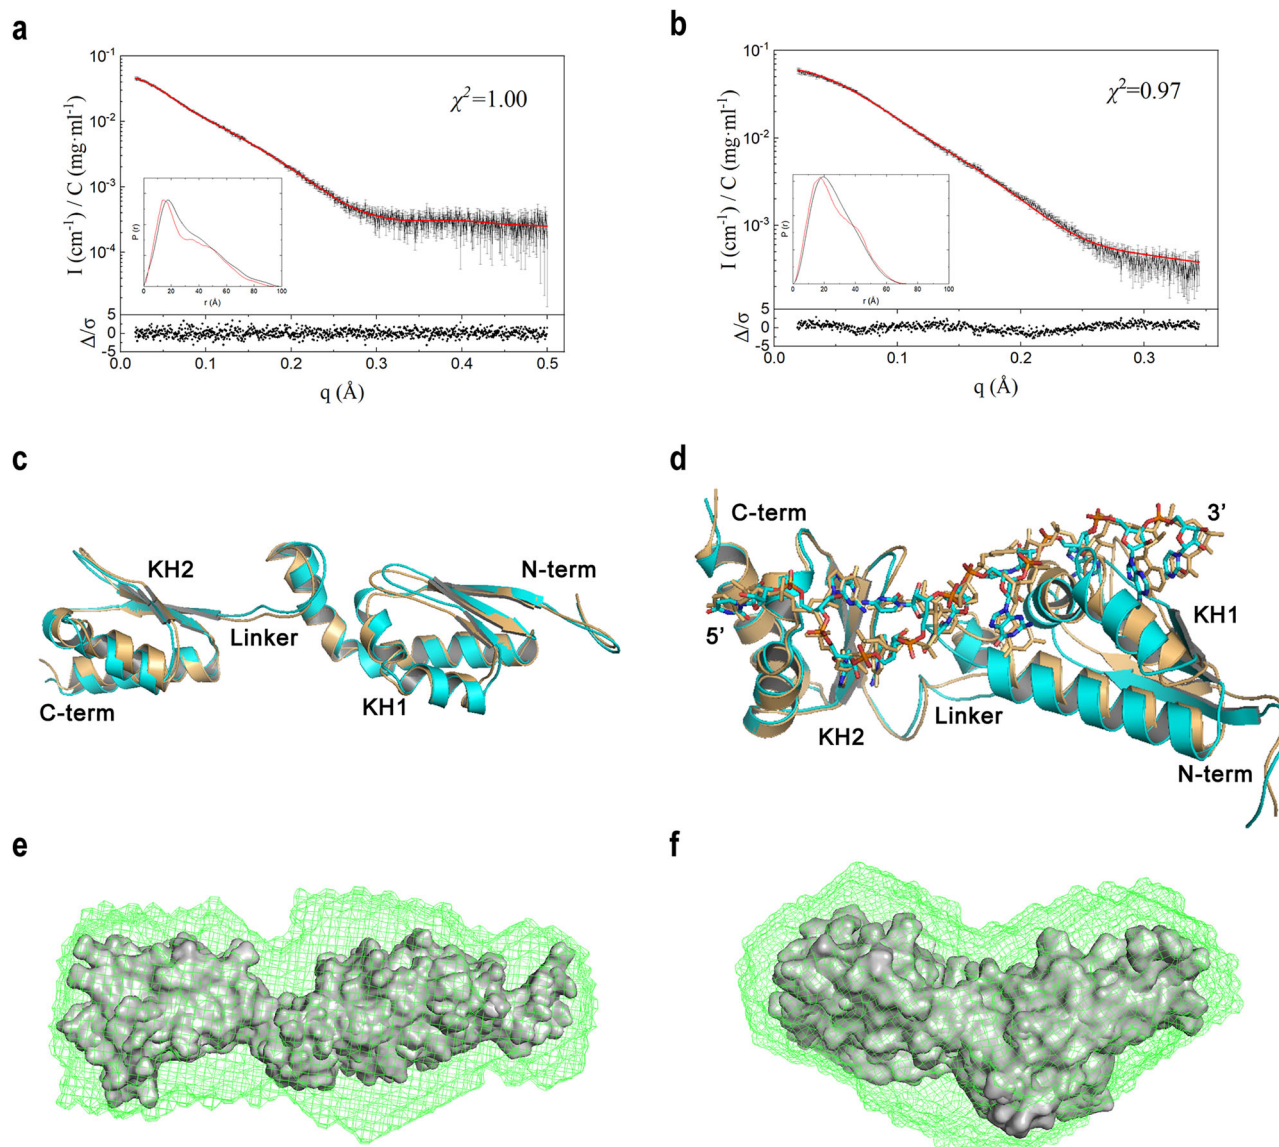 a
χ²=1.00
I (cm⁻¹) / C (mg·ml⁻¹)
10⁻¹
10⁻²
10⁻³
10⁻⁴
P (r)
0 20 40 60 80 100
r (Å)
Δ/σ
5
0
-5
0.0 0.1 0.2 0.3 0.4 0.5
q (Å)
b
χ²=0.97
I (cm⁻¹) / C (mg·ml⁻¹)
10⁻¹
10⁻²
10⁻³
P (r)
0 20 40 60 80 100
r (Å)
Δ/σ
5
0
-5
0.1 0.2 0.3
q (Å)
c
KH2
N-term
Linker
C-term
KH1
d
C-term
3’
5’
KH1
KH2
Linker
N-term
e
f